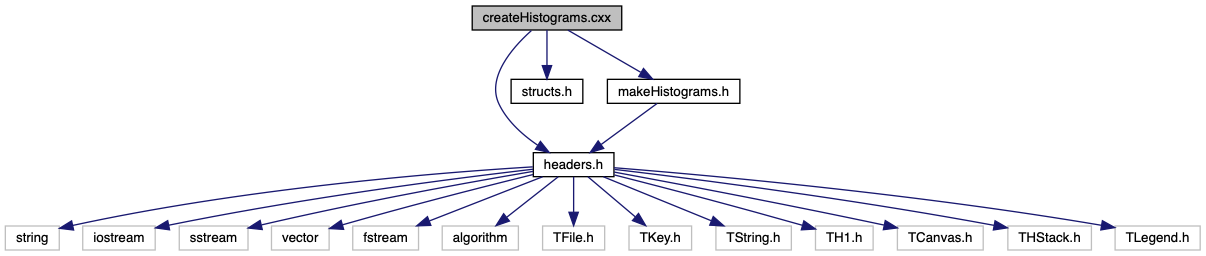 createHistograms.cxx
structs.h
makeHistograms.h
headers.h
string
iostream
sstream
vector
fstream
algorithm
TFile.h
TKey.h
TString.h
TH1.h
TCanvas.h
THStack.h
TLegend.h